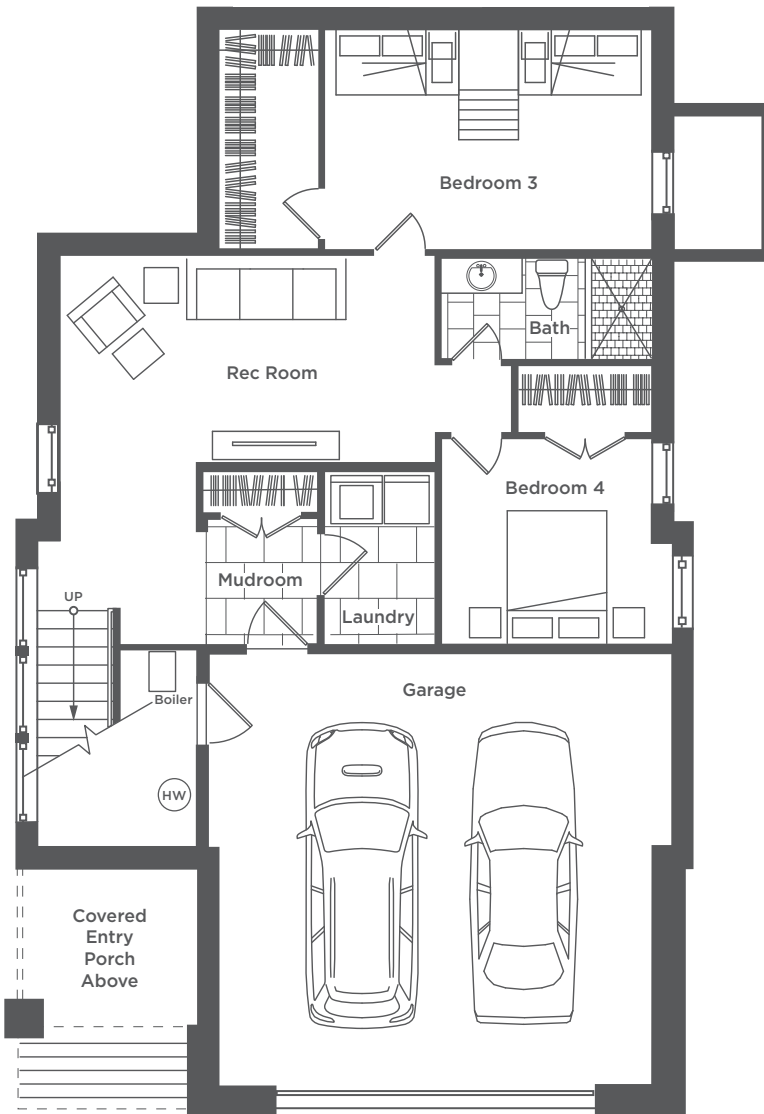 Bedroom 3
Bath
Rec Room
Bedroom 4
Mudroom
UP
Laundry
Garage
Boiler
HW
Covered
Entry
Porch
Above